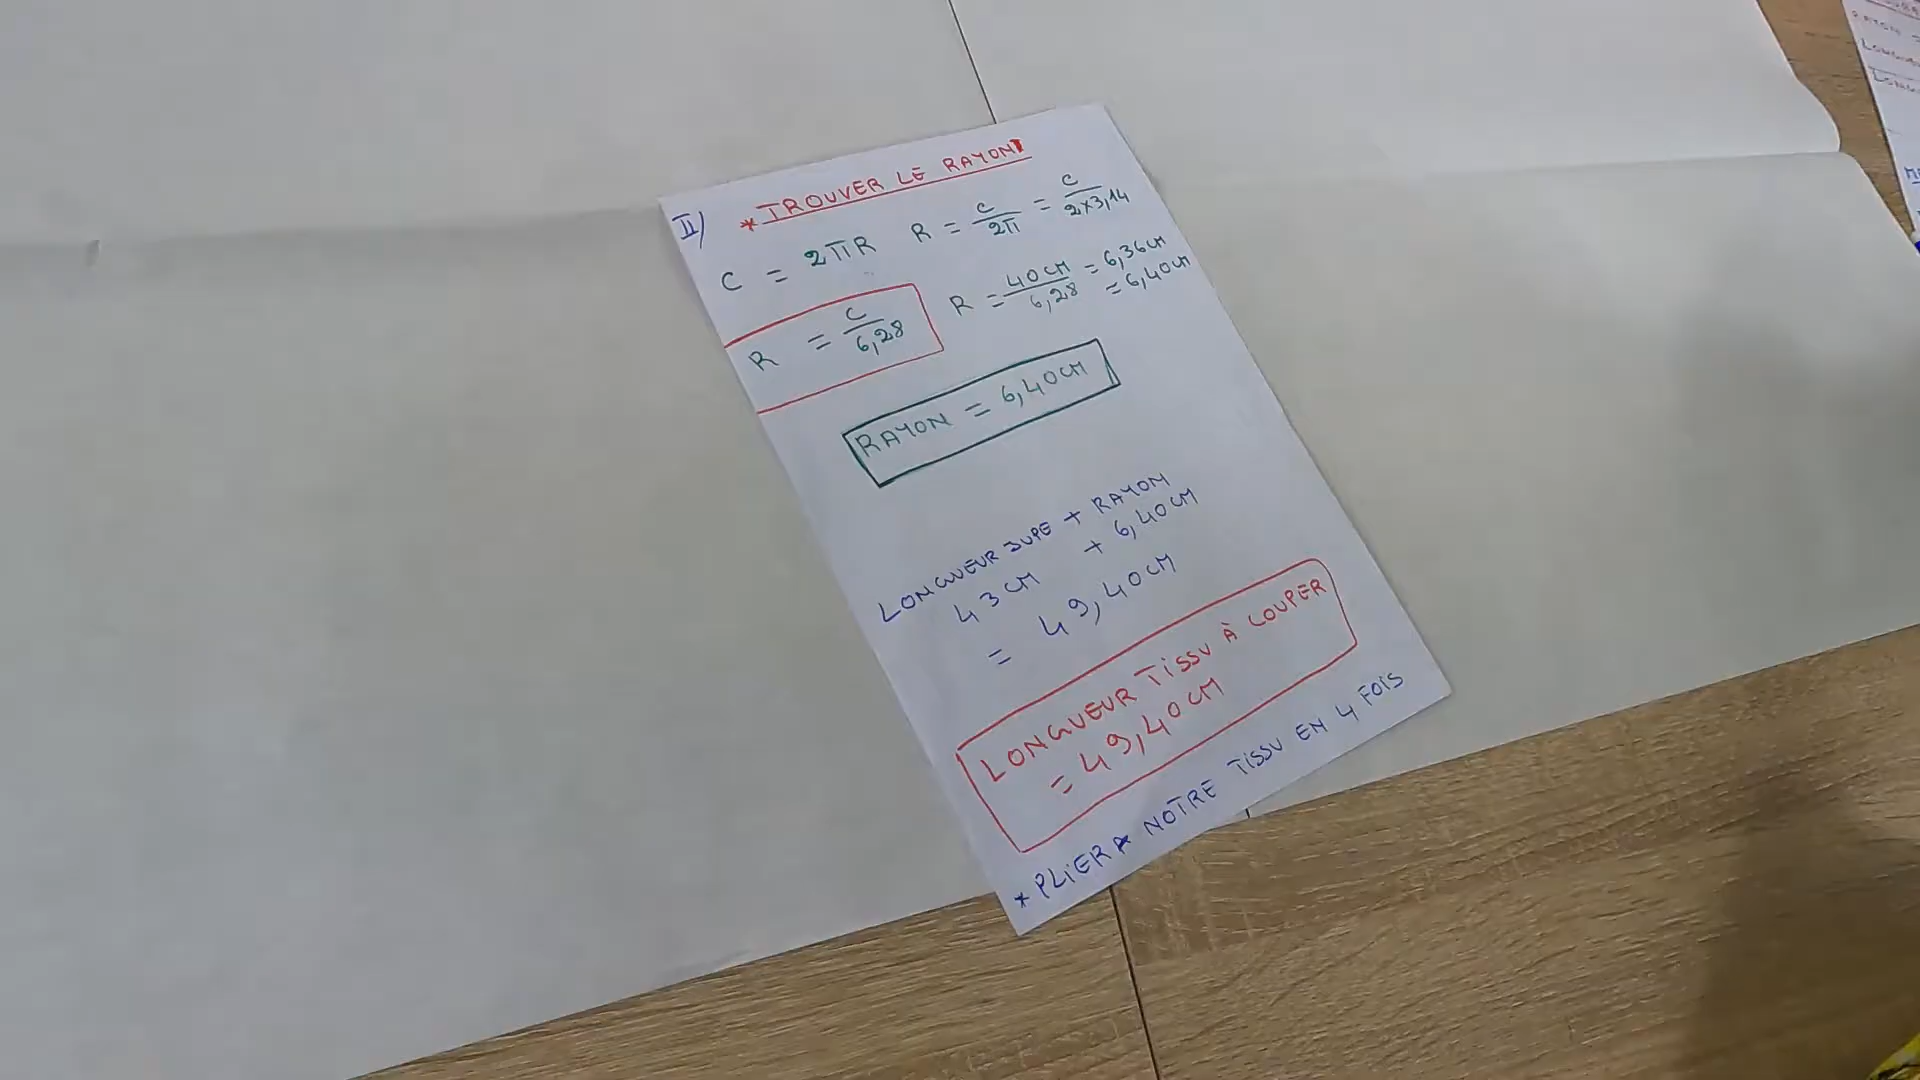 II) * TROUVER LE RAYON
C = 2πR R = C/2π = C/2×3,14
R = C/6,28 R = 40CM/6,28 = 6,36CM
= 6,40CM
RAYON = 6,40CM
LONGUEUR JUPE + RAYON
43CM + 6,40CM
= 49,40CM
LONGUEUR TISSU À COUPER
= 49,40CM
* PLIER NOTRE TISSU EN 4 FOIS